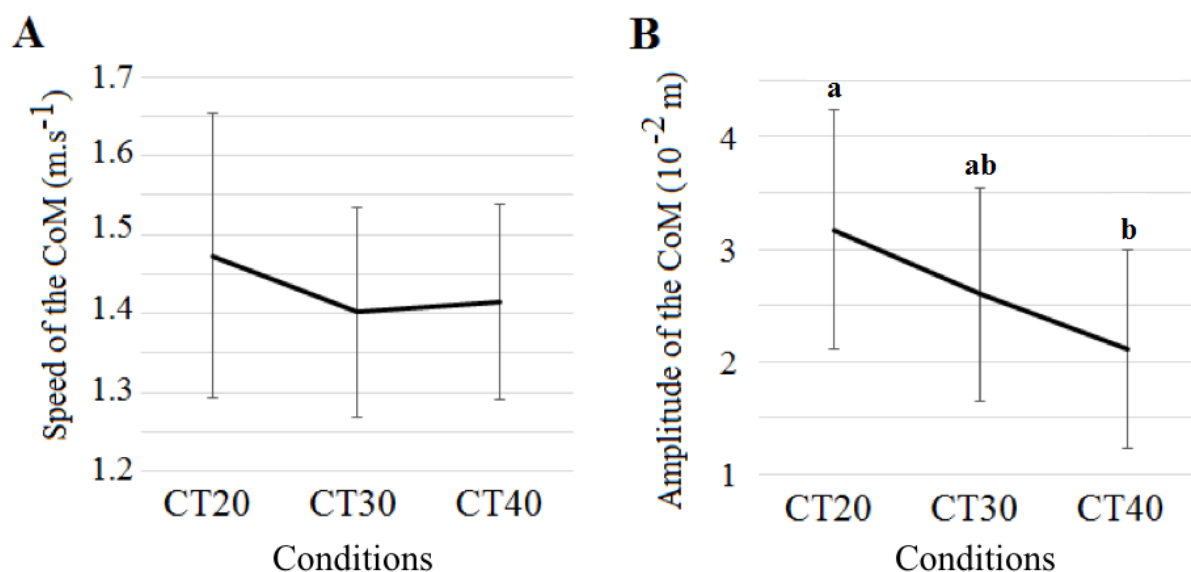 A
Speed of the CoM (m.s⁻¹)
1.7
1.6
1.5
1.4
1.3
1.2
CT20 CT30 CT40
Conditions
B
Amplitude of the CoM (10⁻² m)
4
3
2
1
a
ab
b
CT20 CT30 CT40
Conditions